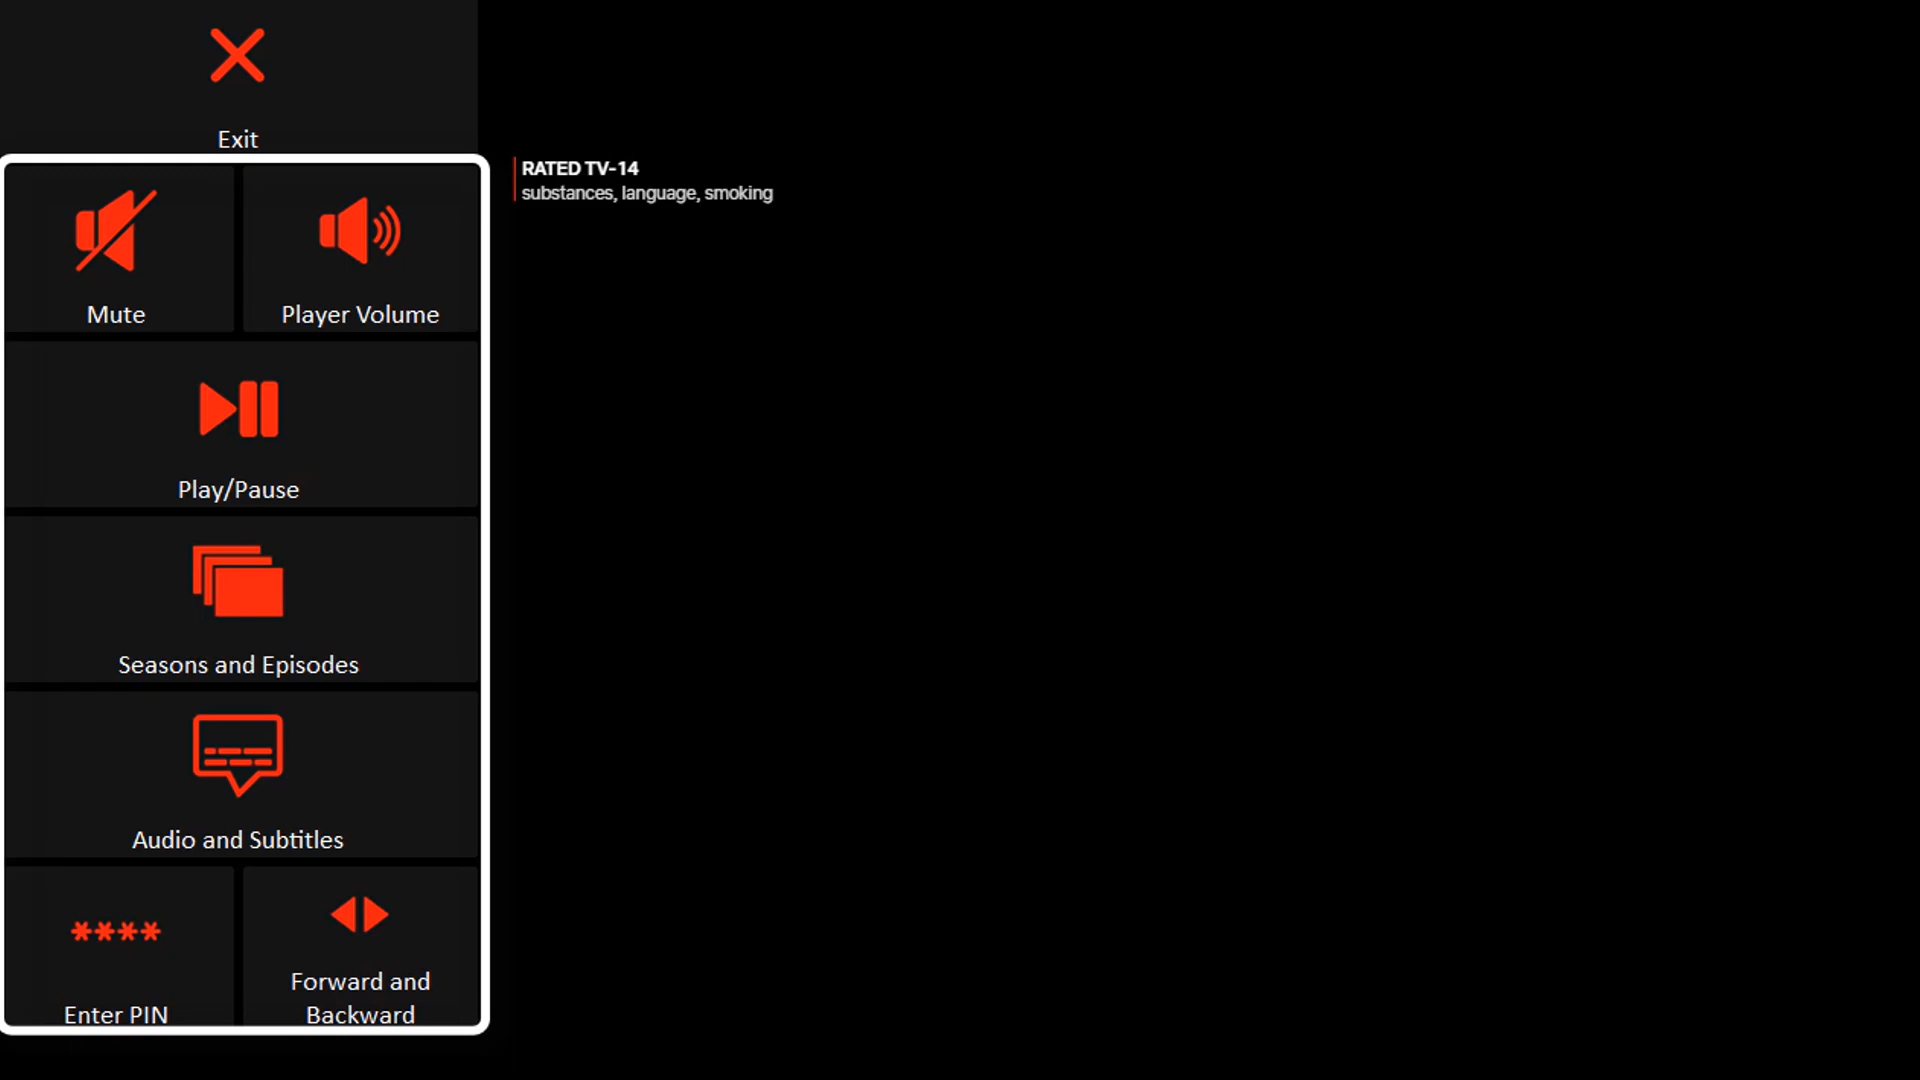 Exit
RATED TV-14
substances, language, smoking
Mute
Player Volume
Play/Pause
Seasons and Episodes
Audio and Subtitles
****
Enter PIN
Forward and
Backward